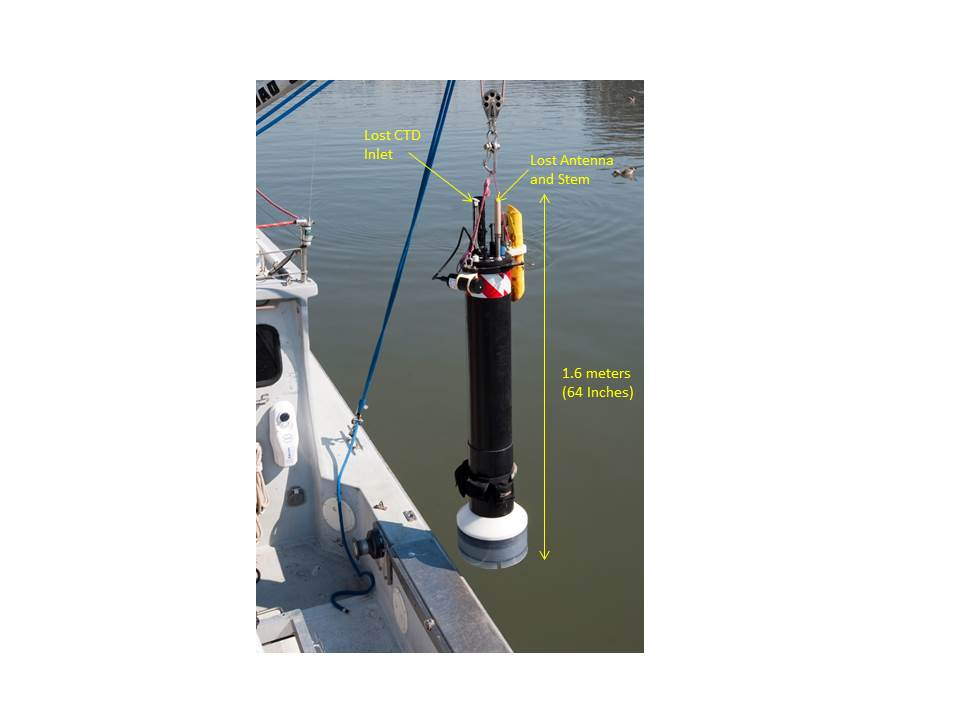 Lost CTD
Inlet
Lost Antenna
and Stem
1.6 meters
(64 Inches)